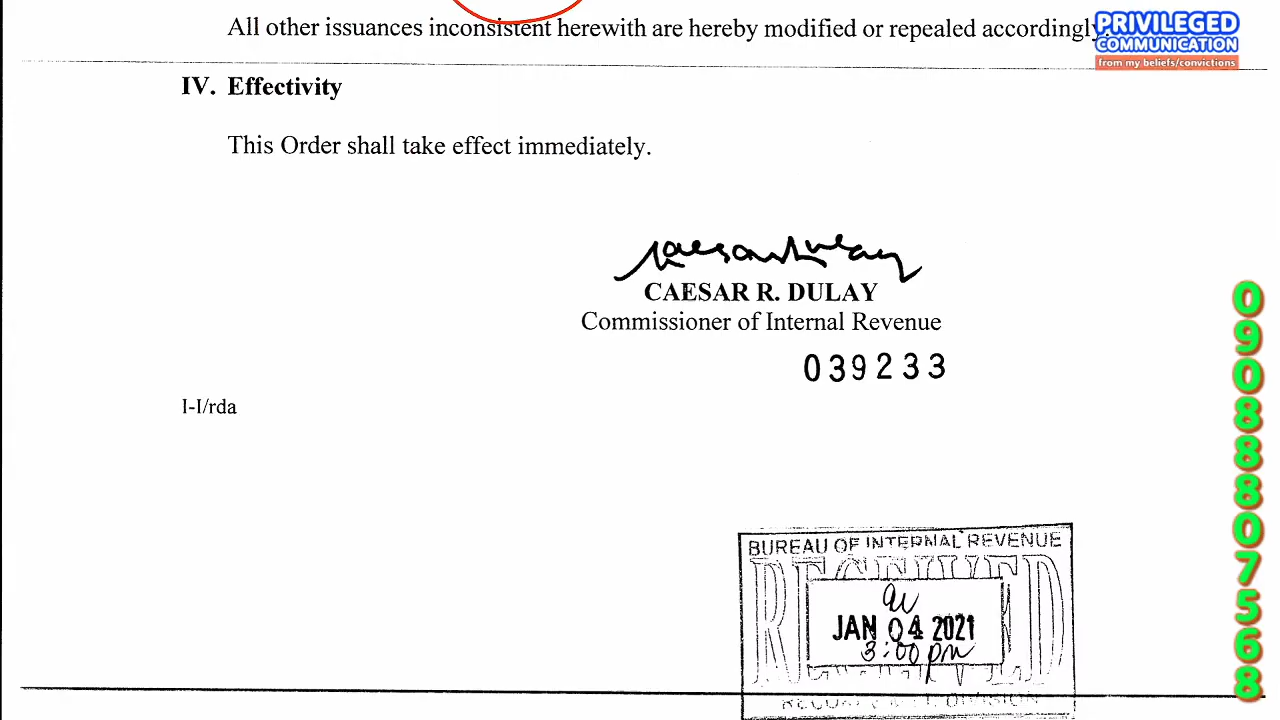 All other issuances inconsistent herewith are hereby modified or repealed accordingly.
PRIVILEGED
COMMUNICATION
from my beliefs/convictions
IV. Effectivity
This Order shall take effect immediately.
CAESAR R. DULAY
Commissioner of Internal Revenue
039233
I-I/rda
BUREAU OF INTERNAL REVENUE
RECEIVED
JAN 04 2021
3:00 pm
DIVISION
09088807568